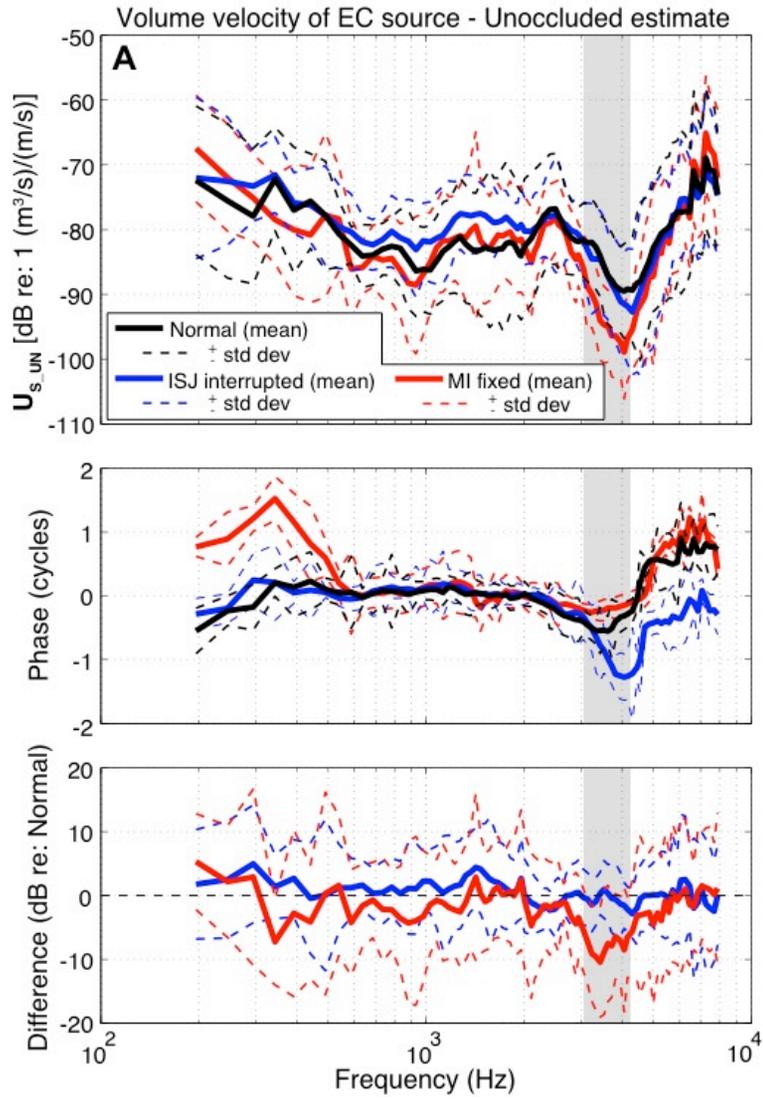 Volume velocity of EC source - Unoccluded estimate
A
-50
-60
-70
-80
-90
-100
-110
U_{s_UN} [dB re: 1 (m³/s)/(m/s)]
Normal (mean)
± std dev
ISJ interrupted (mean) MI fixed (mean)
± std dev ± std dev
2
1
0
-1
-2
Phase (cycles)
20
10
0
-10
-20
Difference (dB re: Normal)
10² 10³ 10⁴
Frequency (Hz)